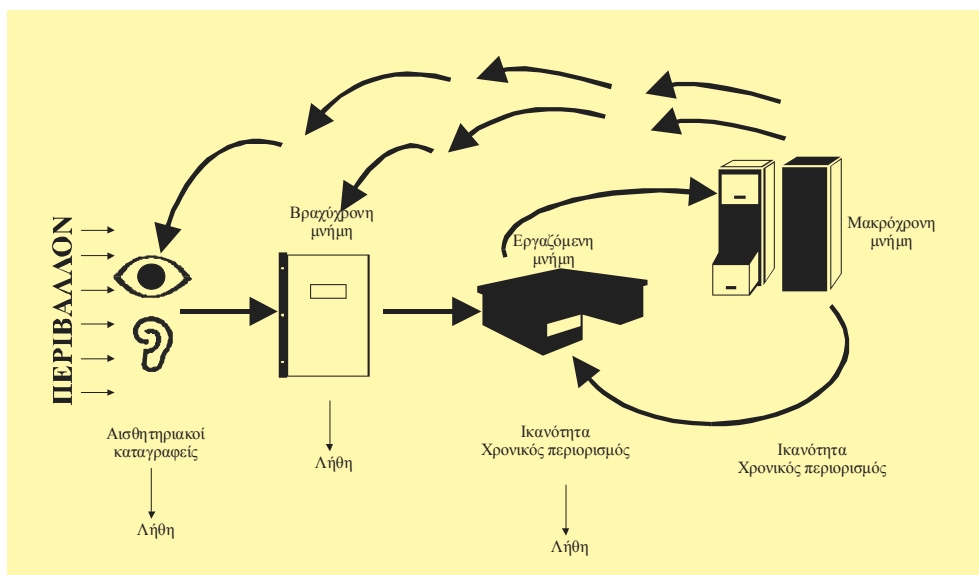 ΠΕΡΙΒΑΛΛΟΝ
Βραχύχρονη
μνήμη
Εργαζόμενη
μνήμη
Μακρόχρονη
μνήμη
Αισθητηριακοί
καταγραφείς
Λήθη
Λήθη
Ικανότητα
Χρονικός περιορισμός
Λήθη
Ικανότητα
Χρονικός περιορισμός